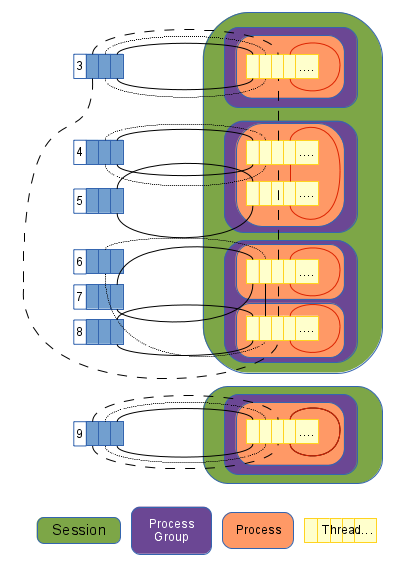 3
....
4
....
5
....
6
....
7
8
....
9
....
Session
Process
Group
Process
Thread...